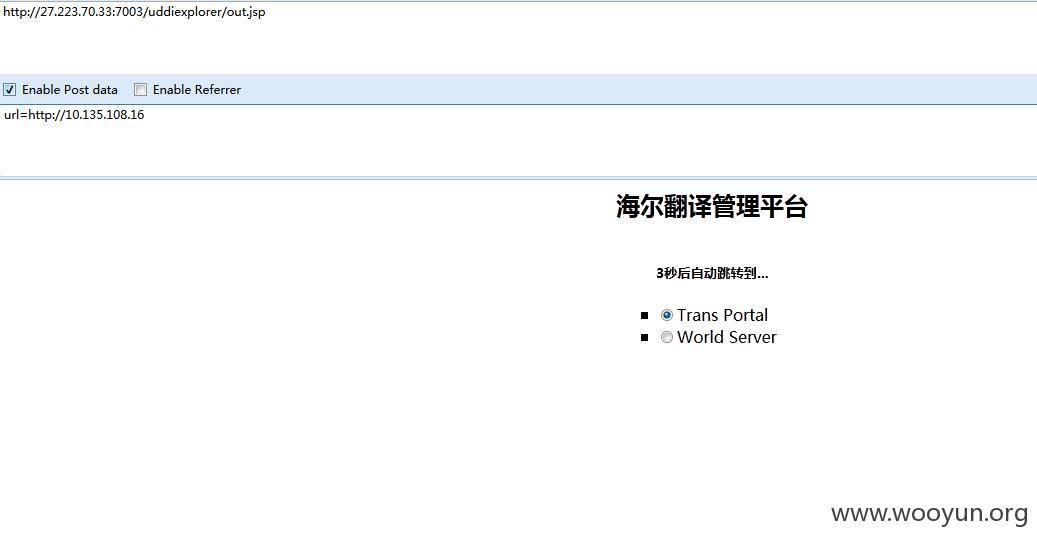 http://27.223.70.33:7003/uddiexplorer/out.jsp
Enable Post data Enable Referrer
url=http://10.135.108.16
海尔翻译管理平台
3秒后自动跳转到...
Trans Portal
World Server
www.wooyun.org